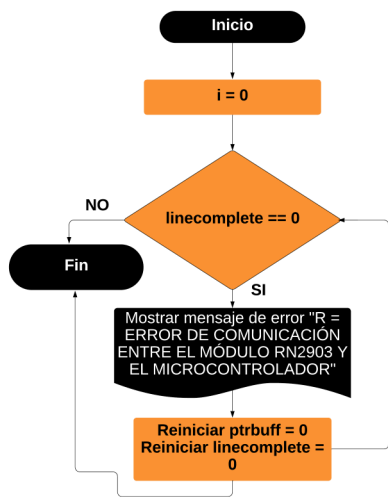 Inicio
i = 0
linecomplete == 0
NO
Fin
SI
Mostrar mensaje de error "R =
ERROR DE COMUNICACIÓN
ENTRE EL MÓDULO RN2903 Y
EL MICROCONTROLADOR"
Reiniciar ptrbuff = 0
Reiniciar linecomplete =
0